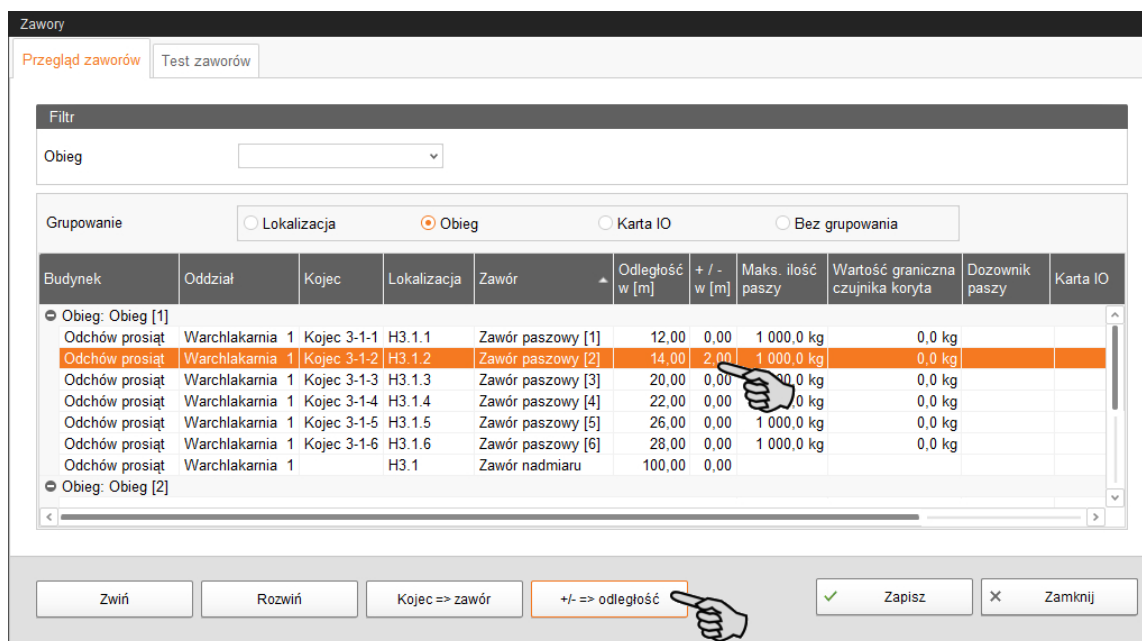 Zawory
Przegląd zaworów Test zaworów
Filtr
Obieg
Grupowanie Lokalizacja Obieg Karta IO Bez grupowania
Budynek Oddział Kojec Lokalizacja Zawór Odległość w [m] + / - w [m] Maks. ilość paszy Wartość graniczna czujnika koryta Dozownik paszy Karta IO
Obieg: Obieg [1]
Odchów prosiąt Warchlakarnia 1 Kojec 3-1-1 H3.1.1 Zawór paszowy [1] 12,00 0,00 1 000,0 kg 0,0 kg
Odchów prosiąt Warchlakarnia 1 Kojec 3-1-2 H3.1.2 Zawór paszowy [2] 14,00 2,00 1 000,0 kg 0,0 kg
Odchów prosiąt Warchlakarnia 1 Kojec 3-1-3 H3.1.3 Zawór paszowy [3] 20,00 0,00 kg 0,0 kg
Odchów prosiąt Warchlakarnia 1 Kojec 3-1-4 H3.1.4 Zawór paszowy [4] 22,00 0,00 kg 0,0 kg
Odchów prosiąt Warchlakarnia 1 Kojec 3-1-5 H3.1.5 Zawór paszowy [5] 26,00 0,00 1 000,0 kg 0,0 kg
Odchów prosiąt Warchlakarnia 1 Kojec 3-1-6 H3.1.6 Zawór paszowy [6] 28,00 0,00 1 000,0 kg 0,0 kg
Odchów prosiąt Warchlakarnia 1 H3.1 Zawór nadmiaru 100,00 0,00
Obieg: Obieg [2]
Zwiń Rozwiń Kojec => zawór +/- => odległość Zapisz Zamknij